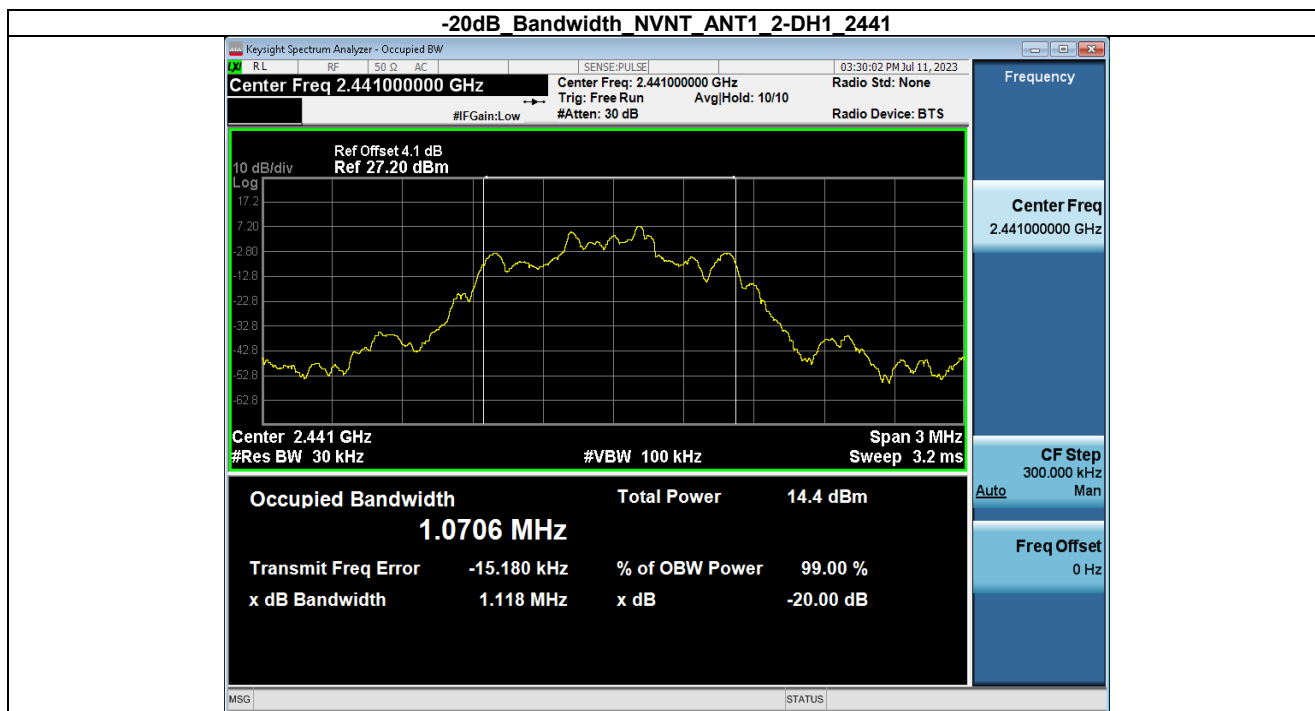 -20dB_Bandwidth_NVNT_ANT1_2-DH1_2441
Keysight Spectrum Analyzer - Occupied BW
LXI RL RF 50 Ω AC SENSE:PULSE 03:30:02 PM Jul 11, 2023
Center Freq 2.441000000 GHz Center Freq: 2.441000000 GHz Radio Std: None
Trig: Free Run Avg|Hold: 10/10
#IFGain:Low #Atten: 30 dB Radio Device: BTS
Ref Offset 4.1 dB
10 dB/div Ref 27.20 dBm
Log
17.2
7.20
-2.80
-12.8
-22.8
-32.8
-42.8
-52.8
-62.8
Center 2.441 GHz Span 3 MHz
#Res BW 30 kHz #VBW 100 kHz Sweep 3.2 ms
Occupied Bandwidth Total Power 14.4 dBm
1.0706 MHz
Transmit Freq Error -15.180 kHz % of OBW Power 99.00 %
x dB Bandwidth 1.118 MHz x dB -20.00 dB
MSG STATUS
Frequency
Center Freq
2.441000000 GHz
CF Step
300.000 kHz
Auto Man
Freq Offset
0 Hz